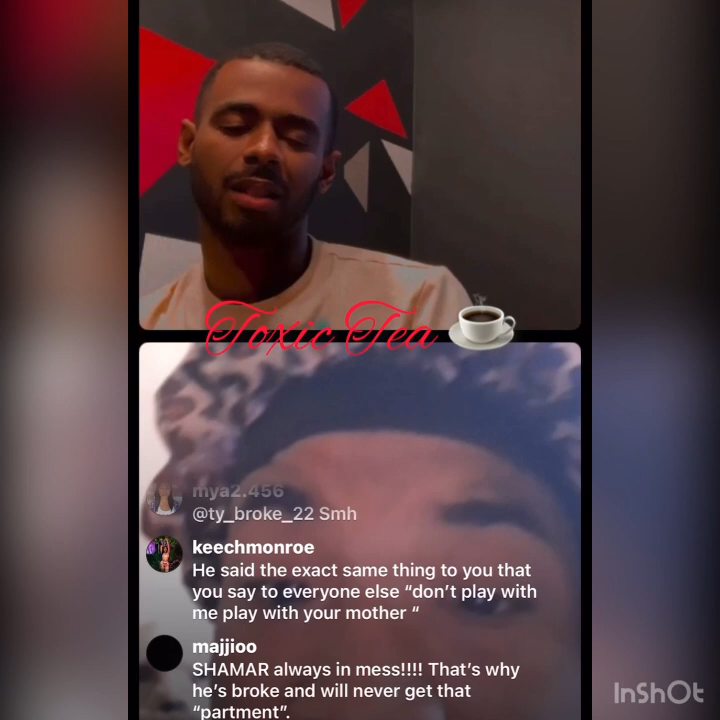 Toxic Tea
mya2.456
@ty_broke_22 Smh
keechmonroe
He said the exact same thing to you that
you say to everyone else “don’t play with
me play with your mother “
majjioo
SHAMAR always in mess!!!! That’s why
he’s broke and will never get that
“partment”.
InShOt